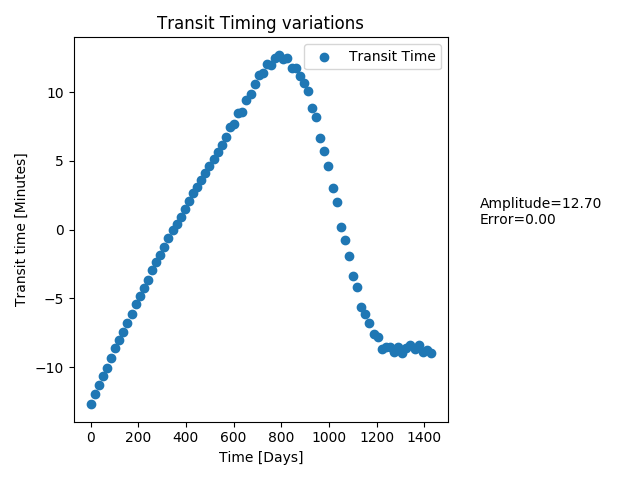 Transit Timing variations
Transit Time
Transit time [Minutes]
10
5
0
−5
−10
Amplitude=12.70
Error=0.00
0 200 400 600 800 1000 1200 1400
Time [Days]